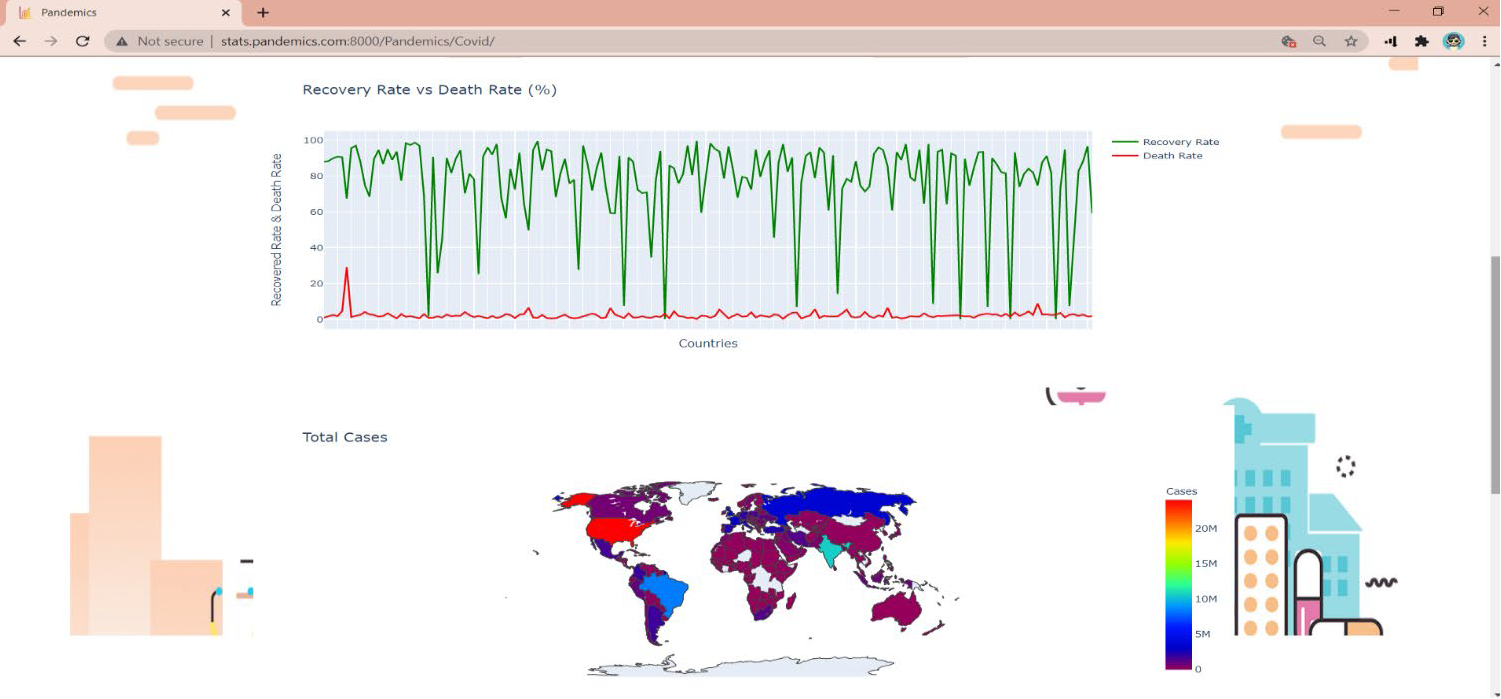 Pandemics
Not secure | stats.pandemics.com:8000/Pandemics/Covid/
Recovery Rate vs Death Rate (%)
100
80
60
40
20
0
Recovered Rate & Death Rate
Countries
Recovery Rate
Death Rate
Total Cases
Cases
20M
15M
10M
5M
0